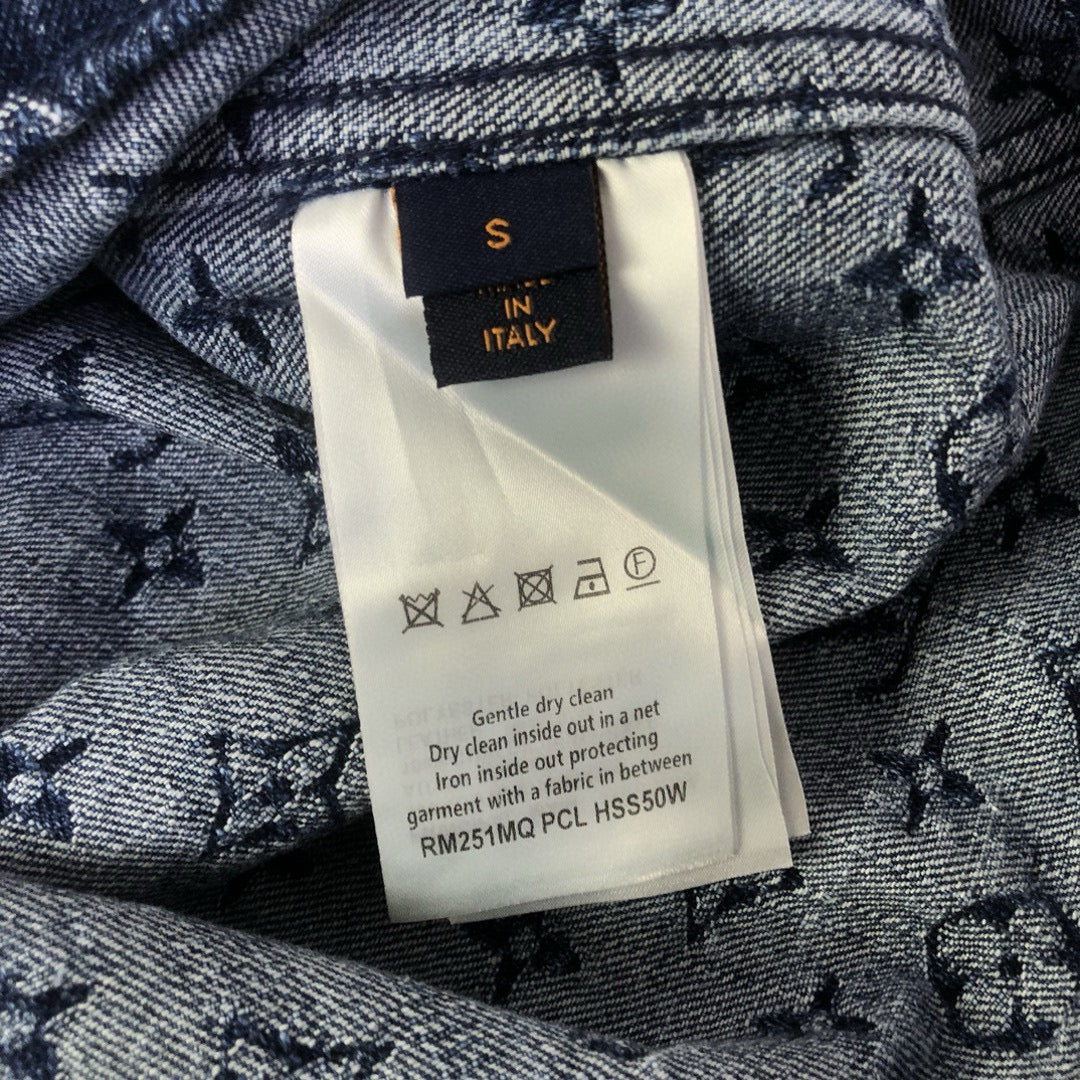 S
IN
ITALY
F
Gentle dry clean
Dry clean inside out in a net
Iron inside out protecting
garment with a fabric in between
RM251MQ PCL HSS50W